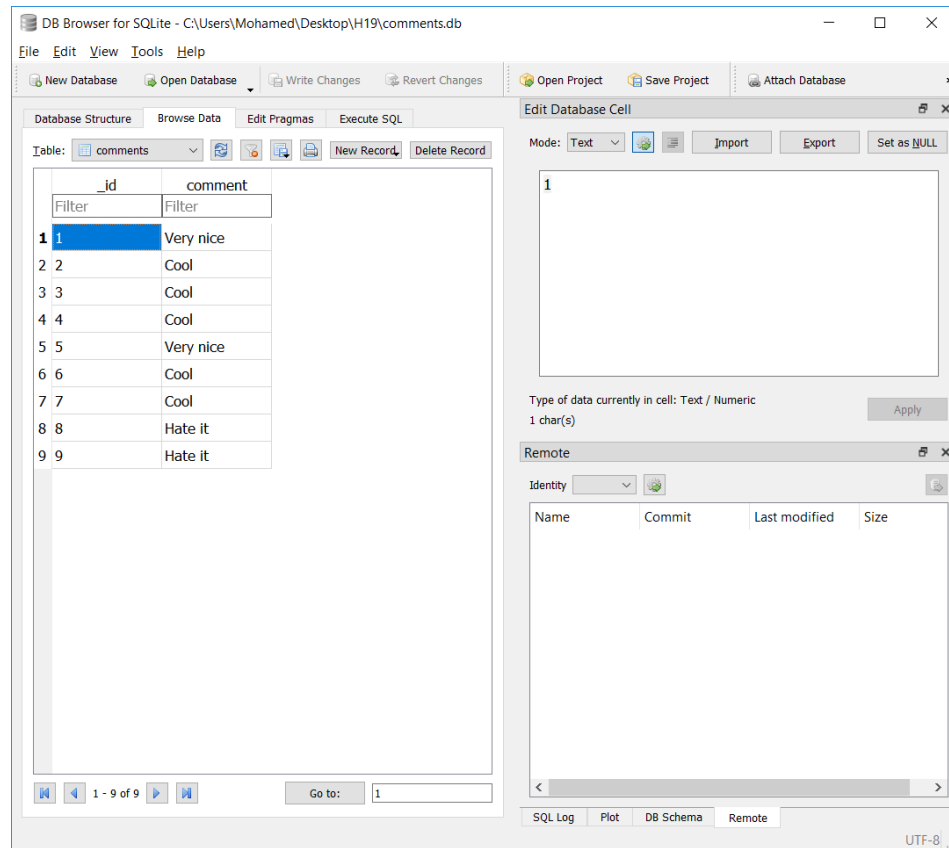 DB Browser for SQLite - C:\Users\Mohamed\Desktop\H19\comments.db
File Edit View Tools Help
New Database Open Database Write Changes Revert Changes Open Project Save Project Attach Database
Database Structure Browse Data Edit Pragmas Execute SQL
Table: comments New Record Delete Record
_id comment
Filter Filter
1 1 Very nice
2 2 Cool
3 3 Cool
4 4 Cool
5 5 Very nice
6 6 Cool
7 7 Cool
8 8 Hate it
9 9 Hate it
1 - 9 of 9 Go to: 1
Edit Database Cell
Mode: Text Import Export Set as NULL
1
Type of data currently in cell: Text / Numeric
1 char(s)
Apply
Remote
Identity
Name Commit Last modified Size
SQL Log Plot DB Schema Remote
UTF-8